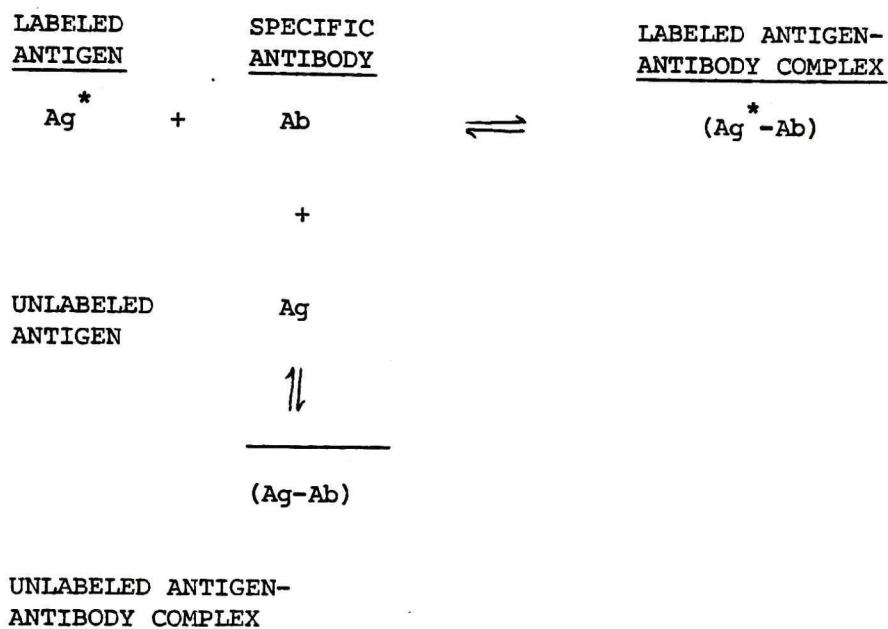 LABELED SPECIFIC LABELED ANTIGEN-
ANTIGEN ANTIBODY ANTIBODY COMPLEX
Ag* + Ab ⇌ (Ag*-Ab)
+
UNLABELED Ag
ANTIGEN
⇌
(Ag-Ab)
UNLABELED ANTIGEN-
ANTIBODY COMPLEX